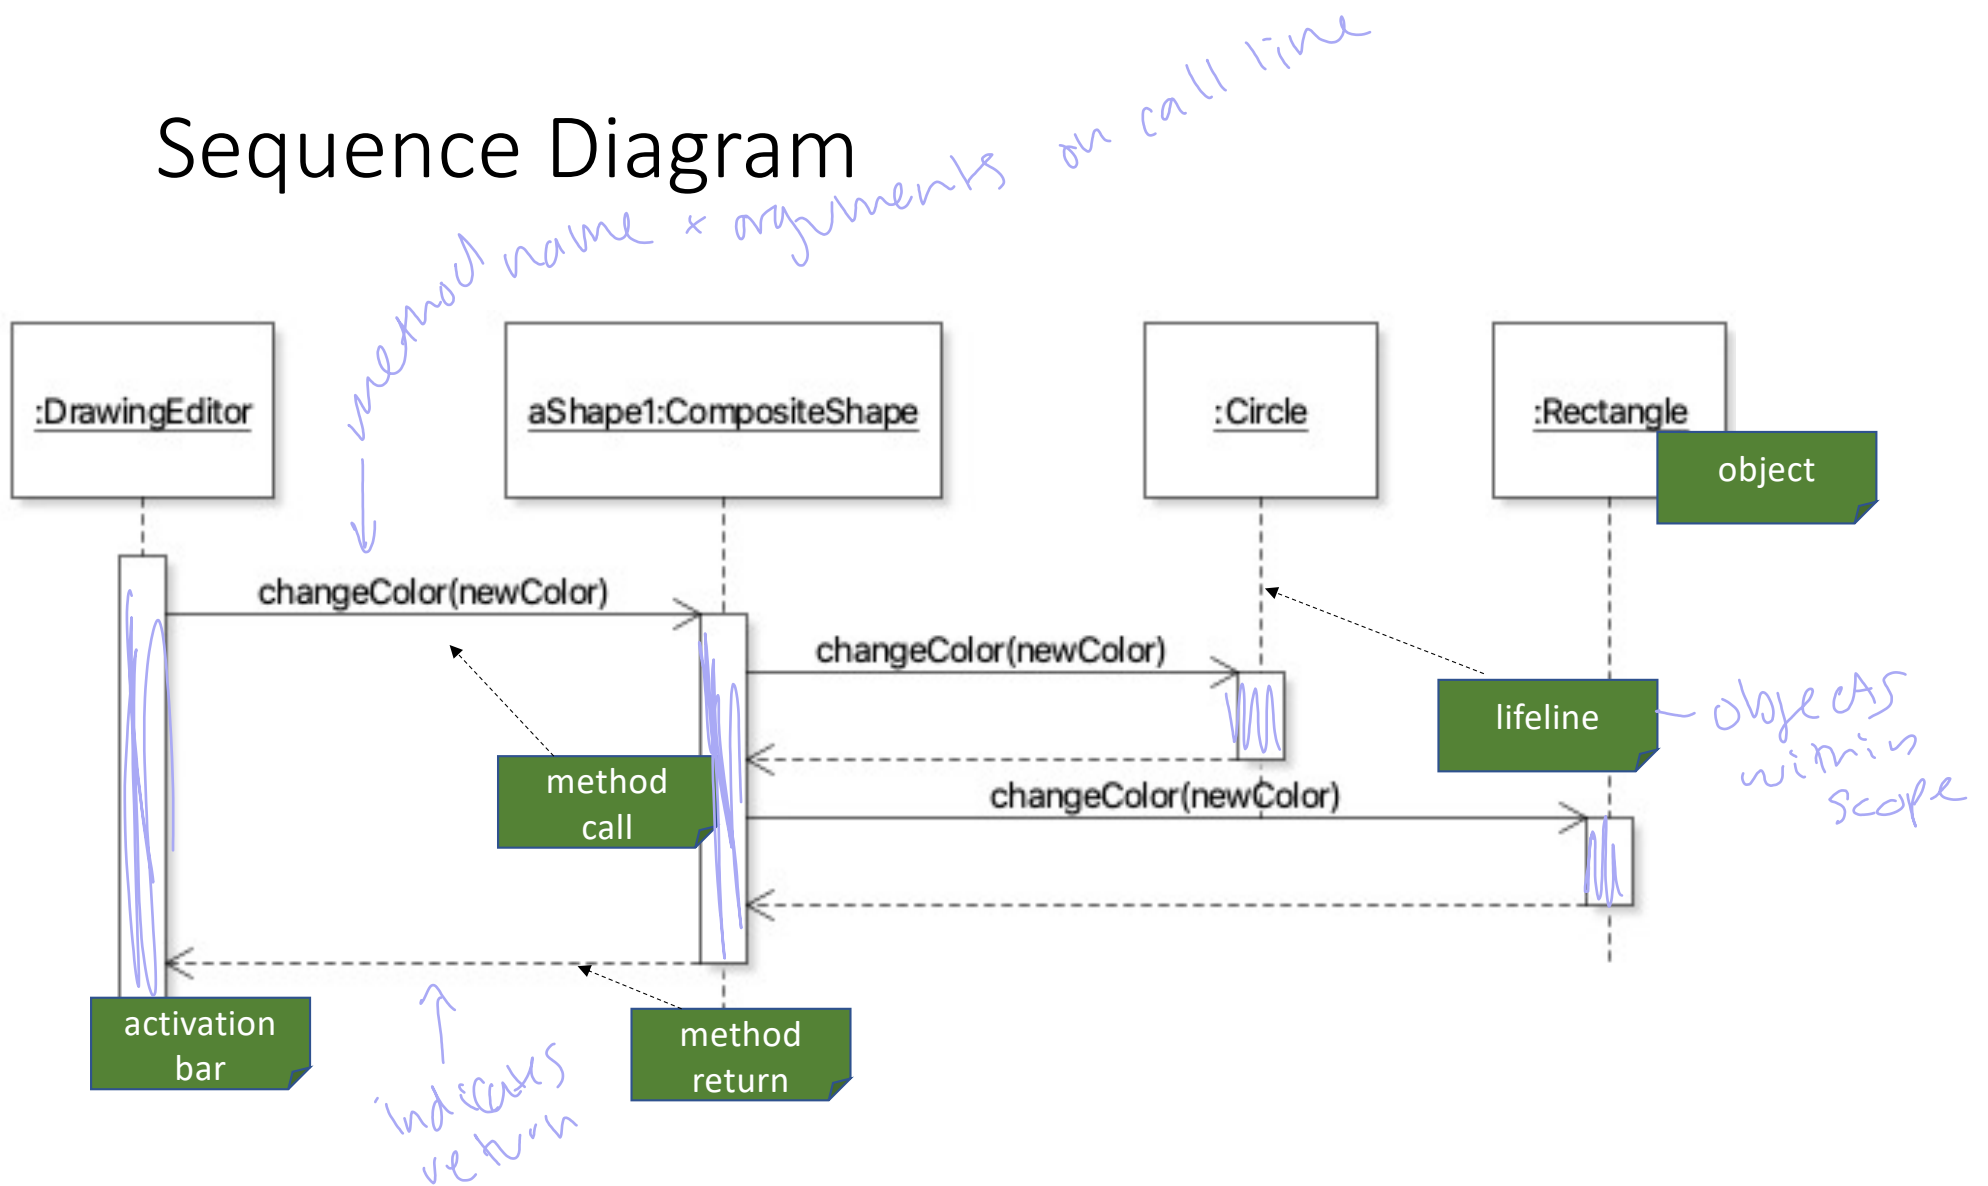 Sequence Diagram
method name + arguments on call line
:DrawingEditor
aShape1:CompositeShape
:Circle
:Rectangle
object
changeColor(newColor)
changeColor(newColor)
lifeline
objects
within
scope
method
call
changeColor(newColor)
activation
bar
method
return
indicates
return